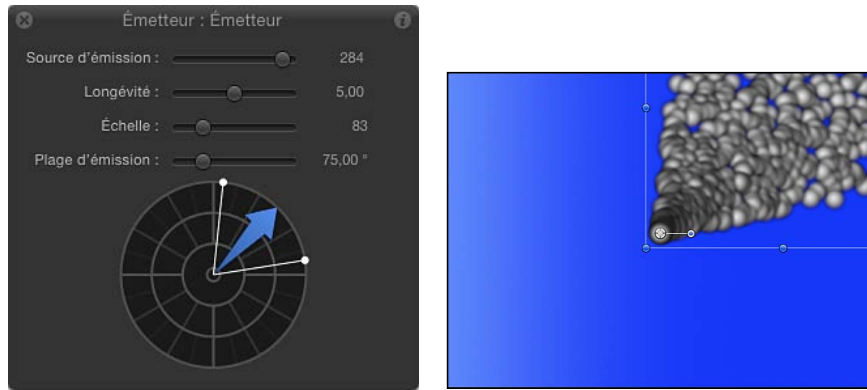 Émetteur : Émetteur
Source d'émission : 284
Longévité : 5,00
Échelle : 83
Plage d'émission : 75,00 °